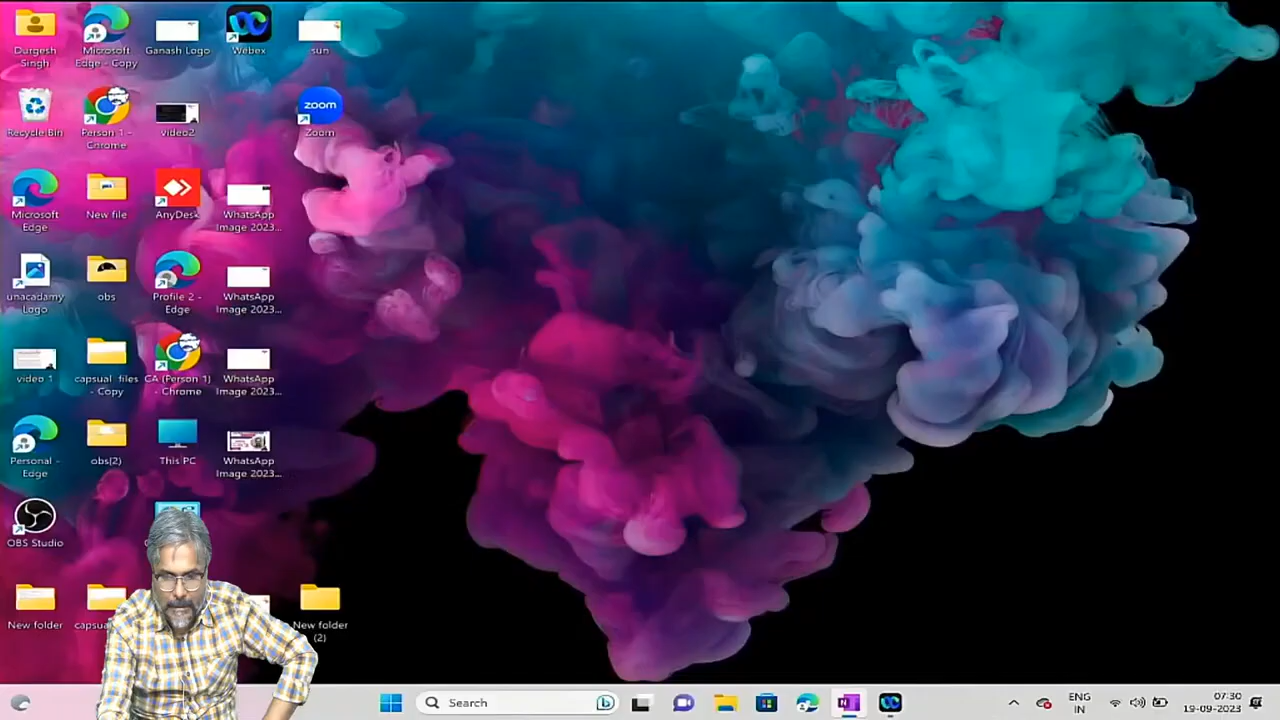 Durgesh
Singh
Microsoft
Edge - Copy
Ganash Logo
Webex
sun
Recycle Bin
Person 1 -
Chrome
video2
zoom
Zoom
Microsoft
Edge
New file
AnyDesk
WhatsApp
Image 2023...
unacadamy
Logo
obs
Profile 2 -
Edge
WhatsApp
Image 2023...
video 1
capsual files
- Copy
CA (Person 1)
- Chrome
WhatsApp
Image 2023...
Personal -
Edge
obs(2)
This PC
WhatsApp
Image 2023...
OBS Studio
New folder
New folder
(2)
Search
ENG
IN
07:30
19-09-2023